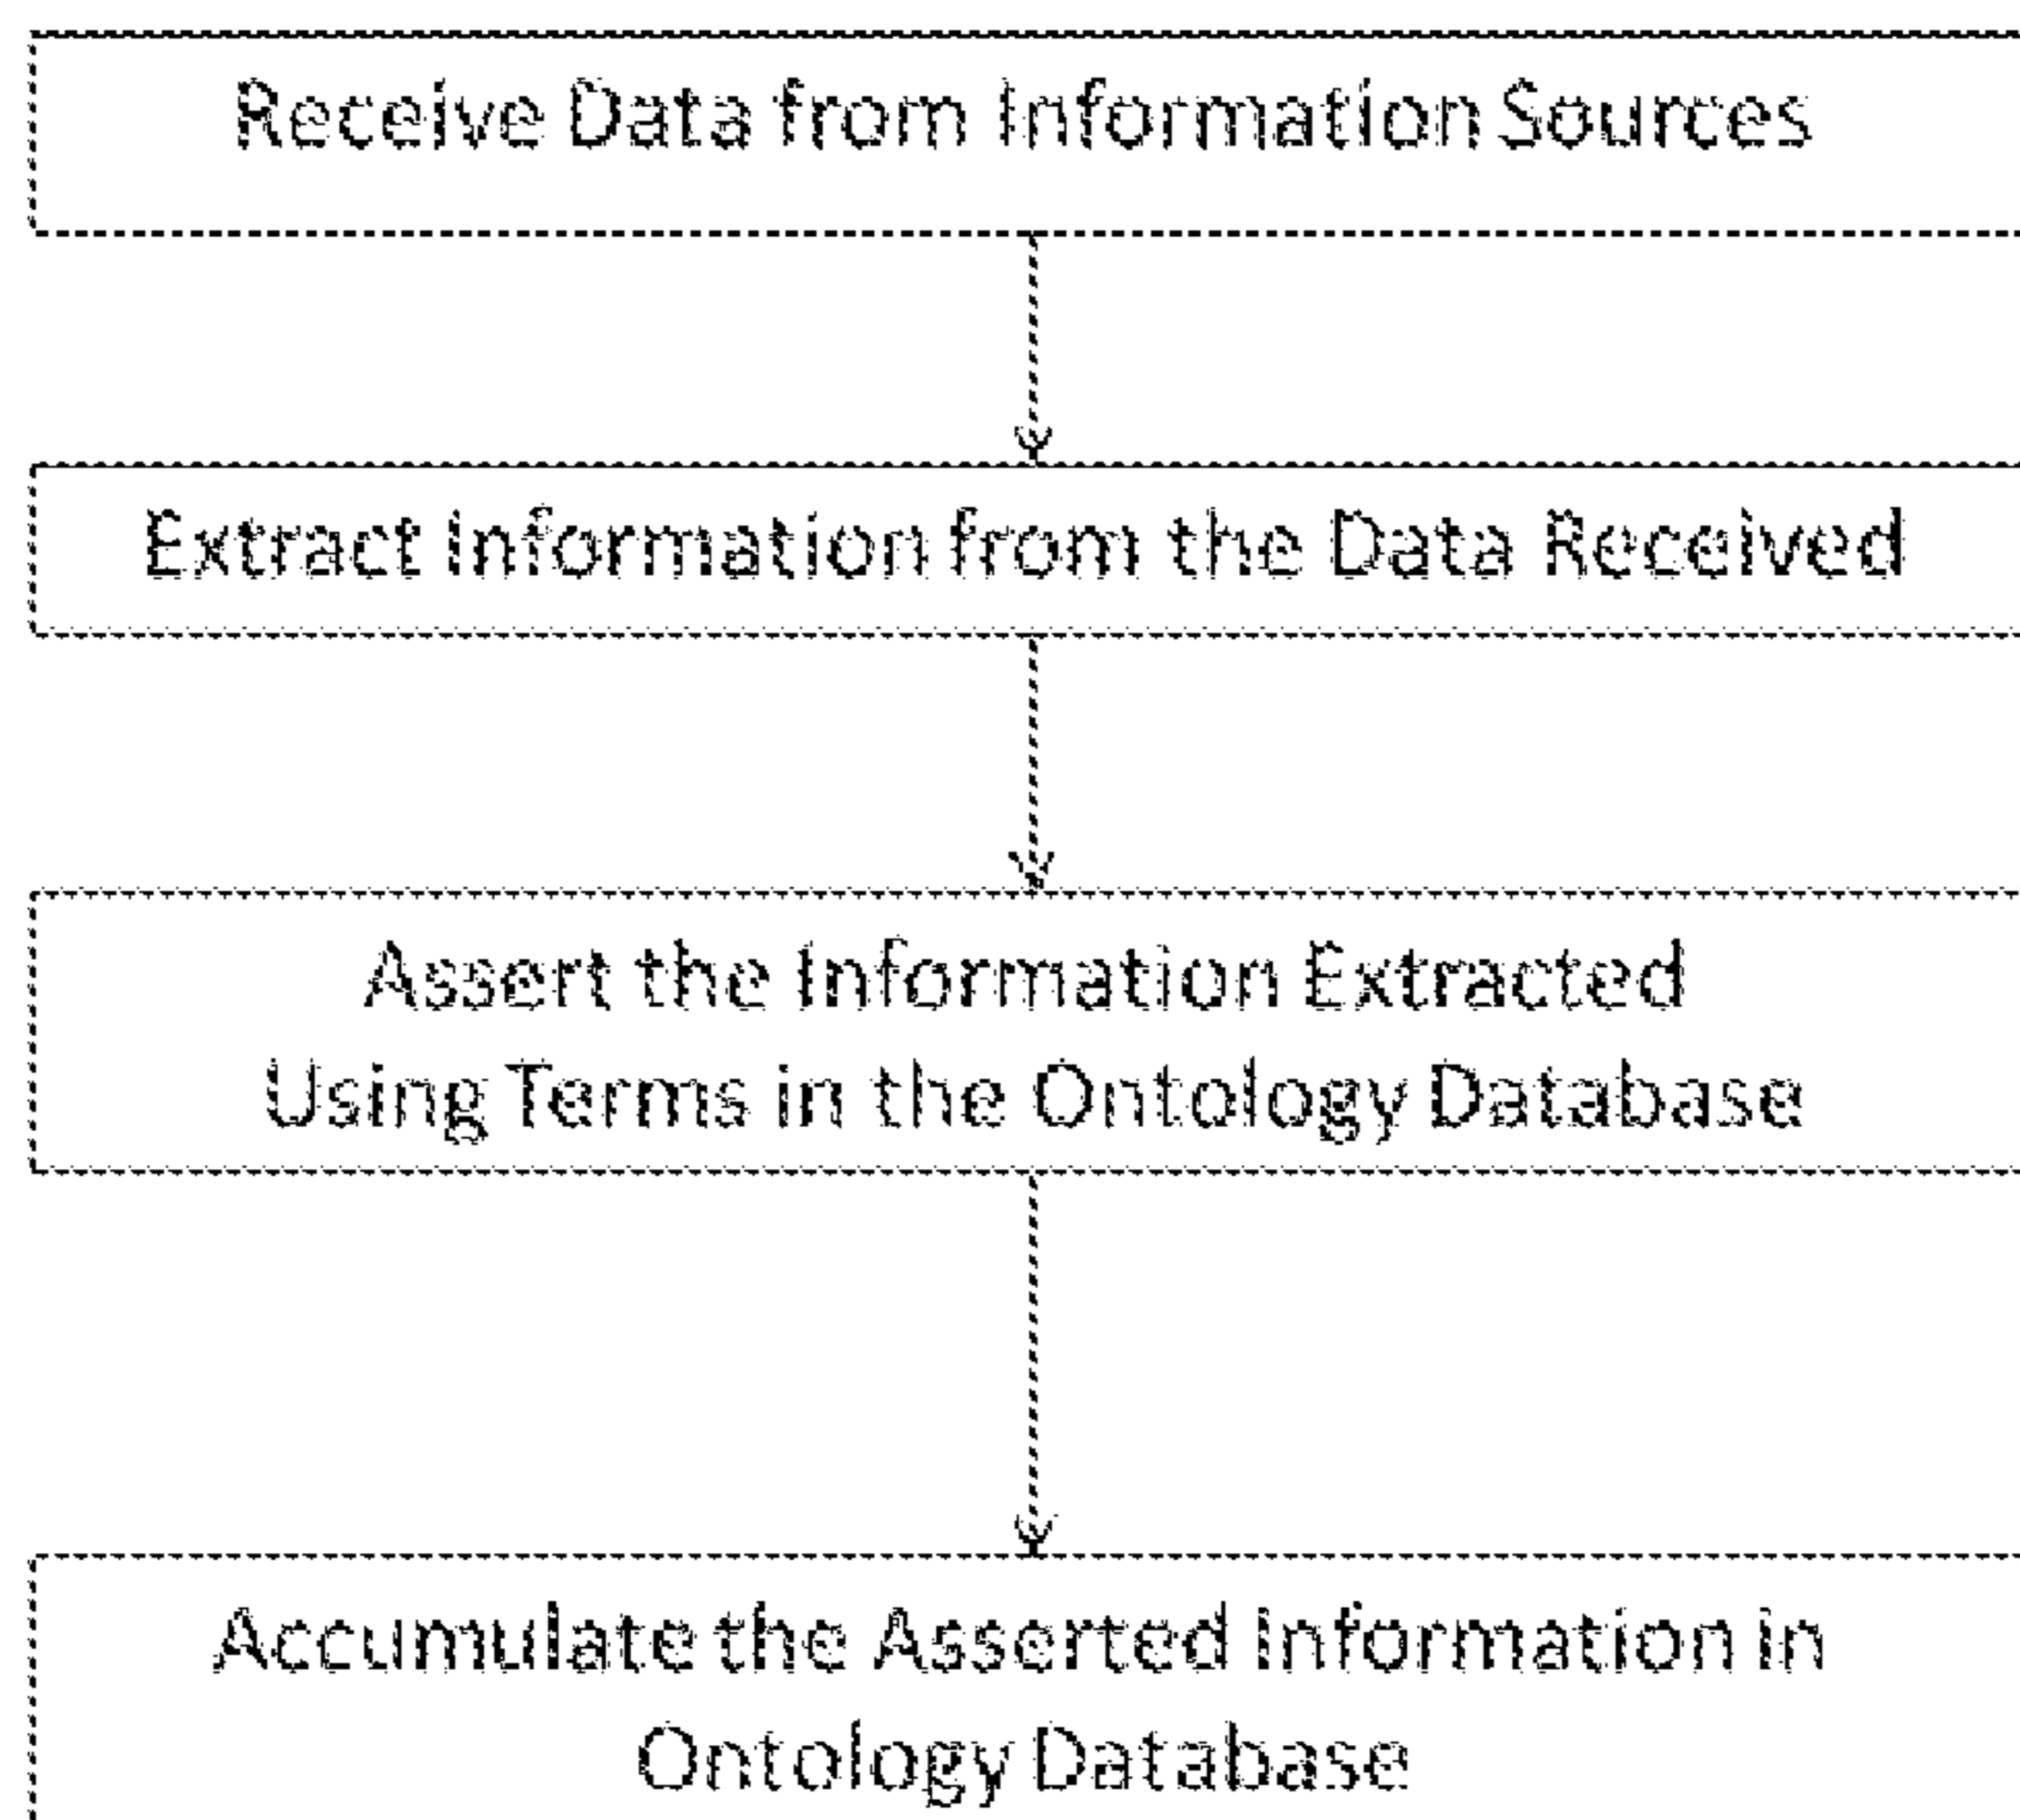 Receive Data from Information Sources
Extract Information from the Data Received
Assert the Information Extracted
Using Terms in the Ontology Database
Accumulate the Asserted Information in
Ontology Database